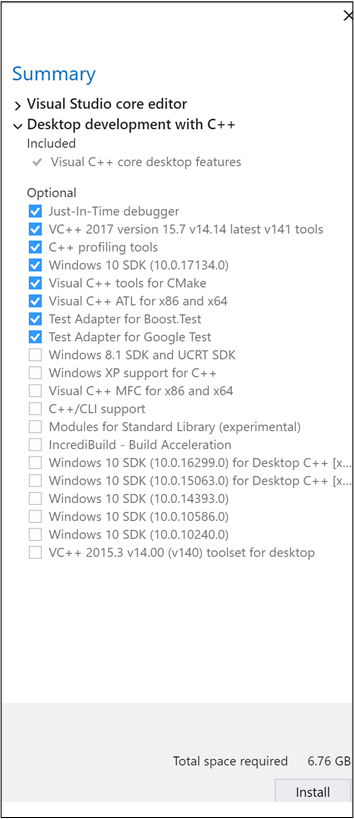 Summary
Visual Studio core editor
Desktop development with C++
Included
Visual C++ core desktop features
Optional
Just-In-Time debugger
VC++ 2017 version 15.7 v14.14 latest v141 tools
C++ profiling tools
Windows 10 SDK (10.0.17134.0)
Visual C++ tools for CMake
Visual C++ ATL for x86 and x64
Test Adapter for Boost.Test
Test Adapter for Google Test
Windows 8.1 SDK and UCRT SDK
Windows XP support for C++
Visual C++ MFC for x86 and x64
C++/CLI support
Modules for Standard Library (experimental)
IncrediBuild - Build Acceleration
Windows 10 SDK (10.0.16299.0) for Desktop C++ [x...
Windows 10 SDK (10.0.15063.0) for Desktop C++ [x...
Windows 10 SDK (10.0.14393.0)
Windows 10 SDK (10.0.10586.0)
Windows 10 SDK (10.0.10240.0)
VC++ 2015.3 v14.00 (v140) toolset for desktop
Total space required 6.76 GB
Install